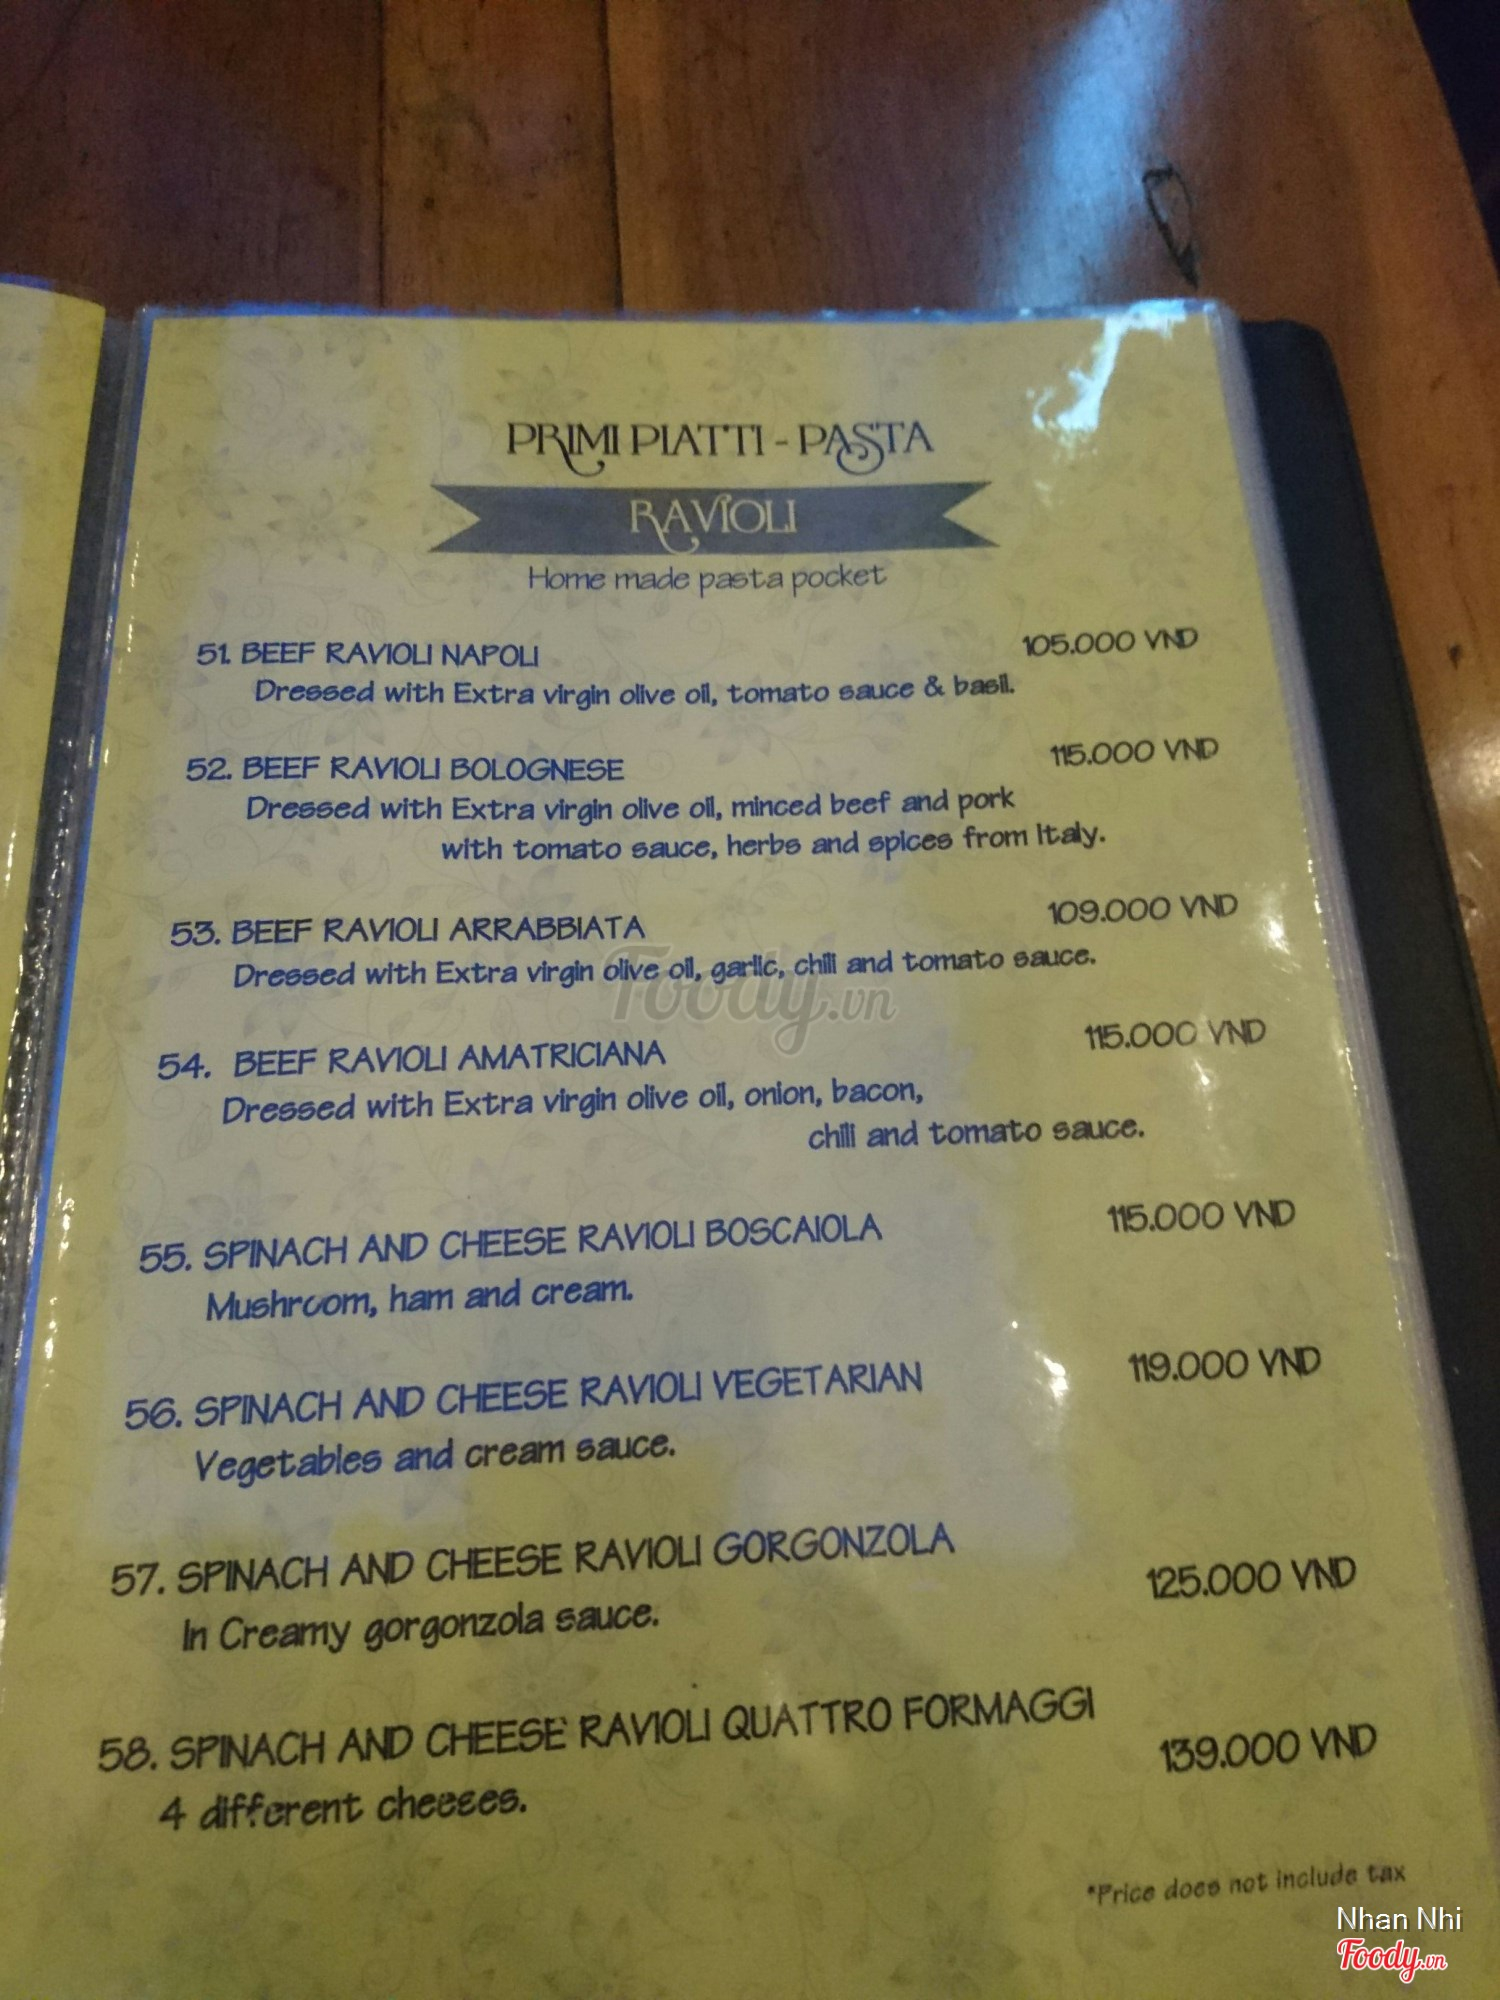 PRIMI PIATTI - PASTA
RAVIOLI
Home made pasta pocket
51. BEEF RAVIOLI NAPOLI 105.000 VND
Dressed with Extra virgin olive oil, tomato sauce & basil.
52. BEEF RAVIOLI BOLOGNESE 115.000 VND
Dressed with Extra virgin olive oil, minced beef and pork
with tomato sauce, herbs and spices from Italy.
53. BEEF RAVIOLI ARRABBIATA 109.000 VND
Dressed with Extra virgin olive oil, garlic, chili and tomato sauce.
Foody.vn
54. BEEF RAVIOLI AMATRICIANA 115.000 VND
Dressed with Extra virgin olive oil, onion, bacon,
chili and tomato sauce.
55. SPINACH AND CHEESE RAVIOLI BOSCAIOLA 115.000 VND
Mushroom, ham and cream.
56. SPINACH AND CHEESE RAVIOLI VEGETARIAN 119.000 VND
Vegetables and cream sauce.
57. SPINACH AND CHEESE RAVIOLI GORGONZOLA 125.000 VND
In Creamy gorgonzola sauce.
58. SPINACH AND CHEESE RAVIOLI QUATTRO FORMAGGI 139.000 VND
4 different cheeses.
*Price does not include tax
Nhan Nhi
Foody.vn